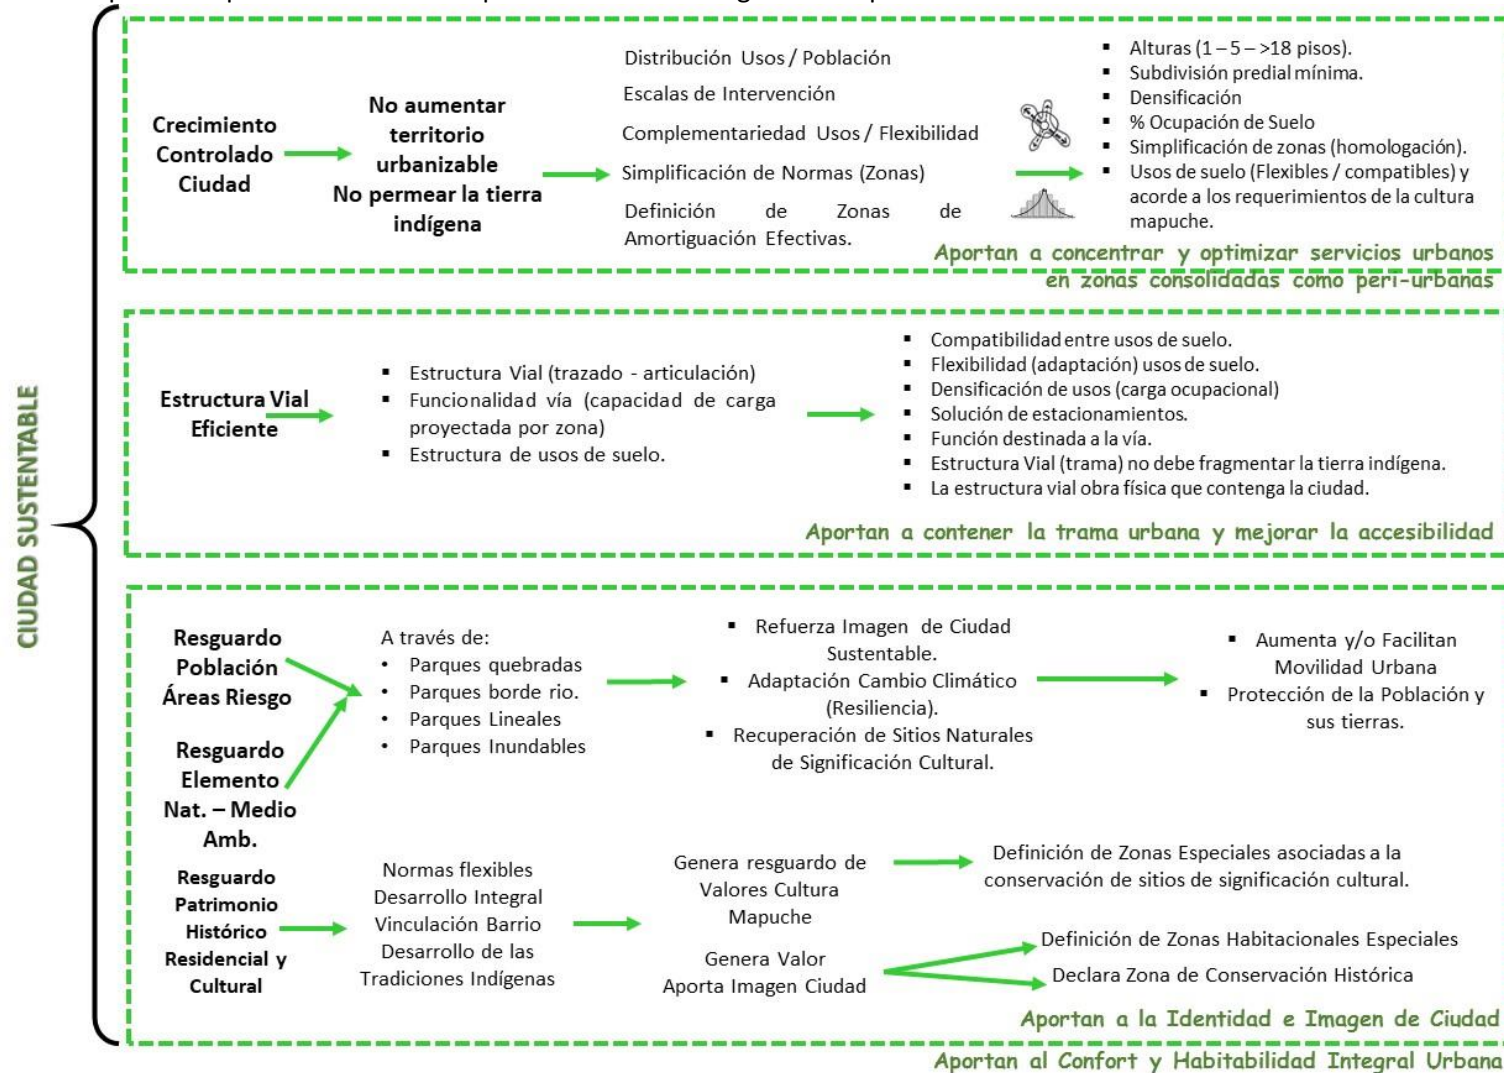 CIUDAD SUSTENTABLE
Crecimiento
Controlado
Ciudad
No aumentar
territorio
urbanizable
No permear la tierra
indígena
Distribución Usos / Población
Escalas de Intervención
Complementariedad Usos / Flexibilidad
Simplificación de Normas (Zonas)
Definición de Zonas de
Amortiguación Efectivas.
▪ Alturas (1 – 5 – >18 pisos).
▪ Subdivisión predial mínima.
▪ Densificación
▪ % Ocupación de Suelo
▪ Simplificación de zonas (homologación).
▪ Usos de suelo (Flexibles / compatibles) y
acorde a los requerimientos de la cultura
mapuche.
Aportan a concentrar y optimizar servicios urbanos
en zonas consolidadas como peri-urbanas
Estructura Vial
Eficiente
▪ Estructura Vial (trazado - articulación)
▪ Funcionalidad vía (capacidad de carga
proyectada por zona)
▪ Estructura de usos de suelo.
▪ Compatibilidad entre usos de suelo.
▪ Flexibilidad (adaptación) usos de suelo.
▪ Densificación de usos (carga ocupacional)
▪ Solución de estacionamientos.
▪ Función destinada a la vía.
▪ Estructura Vial (trama) no debe fragmentar la tierra indígena.
▪ La estructura vial obra física que contenga la ciudad.
Aportan a contener la trama urbana y mejorar la accesibilidad
Resguardo
Población
Áreas Riesgo
Resguardo
Elemento
Nat. – Medio
Amb.
A través de:
• Parques quebradas
• Parques borde rio.
• Parques Lineales
• Parques Inundables
▪ Refuerza Imagen de Ciudad
Sustentable.
▪ Adaptación Cambio Climático
(Resiliencia).
▪ Recuperación de Sitios Naturales
de Significación Cultural.
▪ Aumenta y/o Facilitan
Movilidad Urbana
▪ Protección de la Población y
sus tierras.
Resguardo
Patrimonio
Histórico
Residencial y
Cultural
Normas flexibles
Desarrollo Integral
Vinculación Barrio
Desarrollo de las
Tradiciones Indígenas
Genera resguardo de
Valores Cultura
Mapuche
Genera Valor
Aporta Imagen Ciudad
Definición de Zonas Especiales asociadas a la
conservación de sitios de significación cultural.
Definición de Zonas Habitacionales Especiales
Declara Zona de Conservación Histórica
Aportan a la Identidad e Imagen de Ciudad
Aportan al Confort y Habitabilidad Integral Urbana